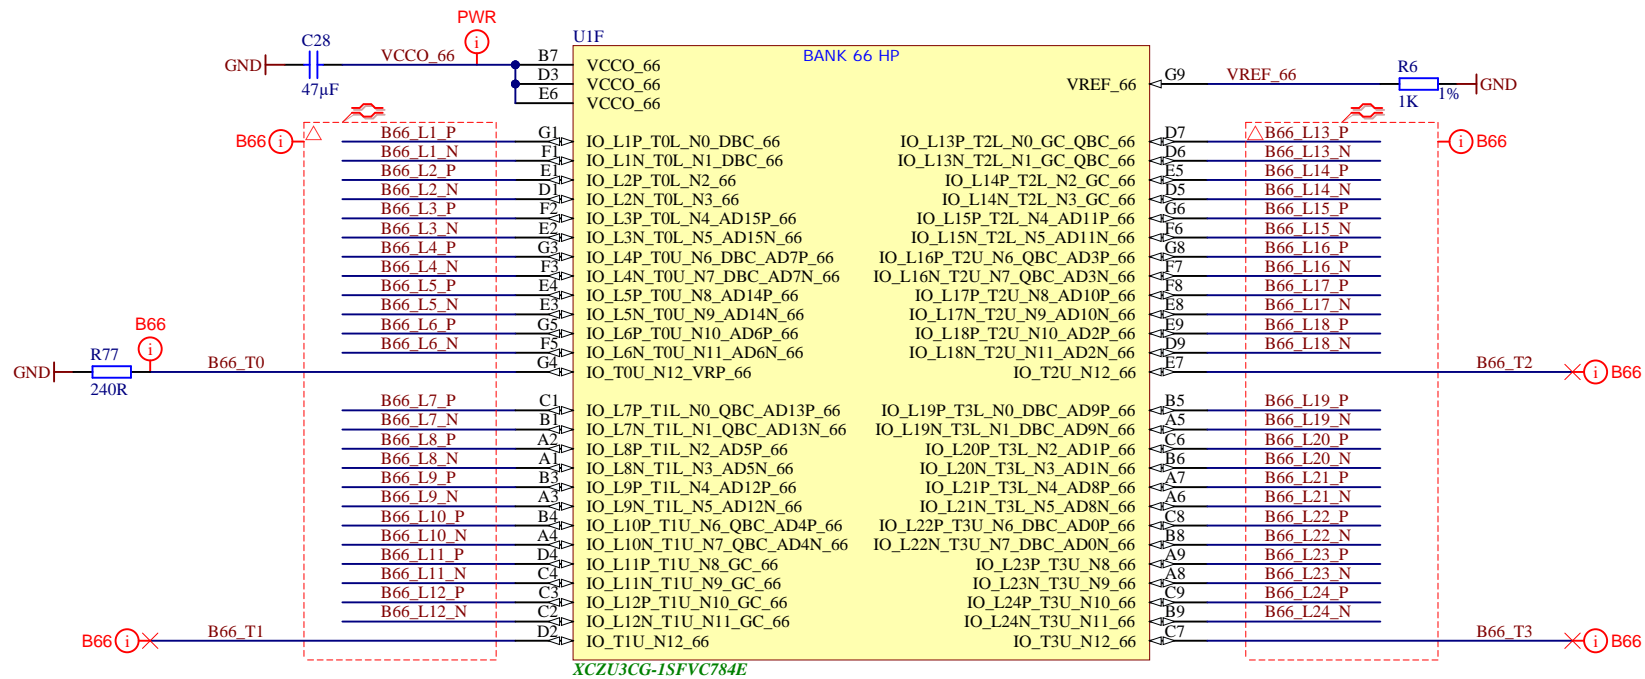 PWR
i
U1F
C28
GND
47µF
VCCO_66
B7
VCCO_66
D3
VCCO_66
E6
VCCO_66
BANK 66 HP
VREF_66
G9
VREF_66
R6
1K
1%
GND
B66
i
B66_L1_P G1 IO_L1P_T0L_N0_DBC_66
B66_L1_N F1 IO_L1N_T0L_N1_DBC_66
B66_L2_P E1 IO_L2P_T0L_N2_66
B66_L2_N D1 IO_L2N_T0L_N3_66
B66_L3_P F2 IO_L3P_T0L_N4_AD15P_66
B66_L3_N E2 IO_L3N_T0L_N5_AD15N_66
B66_L4_P G3 IO_L4P_T0U_N6_DBC_AD7P_66
B66_L4_N F3 IO_L4N_T0U_N7_DBC_AD7N_66
B66_L5_P E4 IO_L5P_T0U_N8_AD14P_66
B66_L5_N E3 IO_L5N_T0U_N9_AD14N_66
B66_L6_P G5 IO_L6P_T0U_N10_AD6P_66
B66_L6_N F5 IO_L6N_T0U_N11_AD6N_66
B66
i
GND
R77
240R
B66_T0 G4 IO_T0U_N12_VRP_66
B66_L7_P C1 IO_L7P_T1L_N0_QBC_AD13P_66
B66_L7_N B1 IO_L7N_T1L_N1_QBC_AD13N_66
B66_L8_P A2 IO_L8P_T1L_N2_AD5P_66
B66_L8_N A1 IO_L8N_T1L_N3_AD5N_66
B66_L9_P B3 IO_L9P_T1L_N4_AD12P_66
B66_L9_N A3 IO_L9N_T1L_N5_AD12N_66
B66_L10_P B4 IO_L10P_T1U_N6_QBC_AD4P_66
B66_L10_N A4 IO_L10N_T1U_N7_QBC_AD4N_66
B66_L11_P D4 IO_L11P_T1U_N8_GC_66
B66_L11_N C4 IO_L11N_T1U_N9_GC_66
B66_L12_P C3 IO_L12P_T1U_N10_GC_66
B66_L12_N C2 IO_L12N_T1U_N11_GC_66
B66 i B66_T1 D2 IO_T1U_N12_66
IO_L13P_T2L_N0_GC_QBC_66 D7 B66_L13_P
i B66
IO_L13N_T2L_N1_GC_QBC_66 D6 B66_L13_N
IO_L14P_T2L_N2_GC_66 E5 B66_L14_P
IO_L14N_T2L_N3_GC_66 D5 B66_L14_N
IO_L15P_T2L_N4_AD11P_66 G6 B66_L15_P
IO_L15N_T2L_N5_AD11N_66 F6 B66_L15_N
IO_L16P_T2U_N6_QBC_AD3P_66 G8 B66_L16_P
IO_L16N_T2U_N7_QBC_AD3N_66 F7 B66_L16_N
IO_L17P_T2U_N8_AD10P_66 F8 B66_L17_P
IO_L17N_T2U_N9_AD10N_66 E8 B66_L17_N
IO_L18P_T2U_N10_AD2P_66 E9 B66_L18_P
IO_L18N_T2U_N11_AD2N_66 D9 B66_L18_N
IO_T2U_N12_66 E7 B66_T2 i B66
IO_L19P_T3L_N0_DBC_AD9P_66 B5 B66_L19_P
IO_L19N_T3L_N1_DBC_AD9N_66 A5 B66_L19_N
IO_L20P_T3L_N2_AD1P_66 C6 B66_L20_P
IO_L20N_T3L_N3_AD1N_66 B6 B66_L20_N
IO_L21P_T3L_N4_AD8P_66 A7 B66_L21_P
IO_L21N_T3L_N5_AD8N_66 A6 B66_L21_N
IO_L22P_T3U_N6_DBC_AD0P_66 C8 B66_L22_P
IO_L22N_T3U_N7_DBC_AD0N_66 B8 B66_L22_N
IO_L23P_T3U_N8_66 A9 B66_L23_P
IO_L23N_T3U_N9_66 A8 B66_L23_N
IO_L24P_T3U_N10_66 C9 B66_L24_P
IO_L24N_T3U_N11_66 B9 B66_L24_N
IO_T3U_N12_66 C7 B66_T3 i B66
XCZU3CG-1SFVC784E